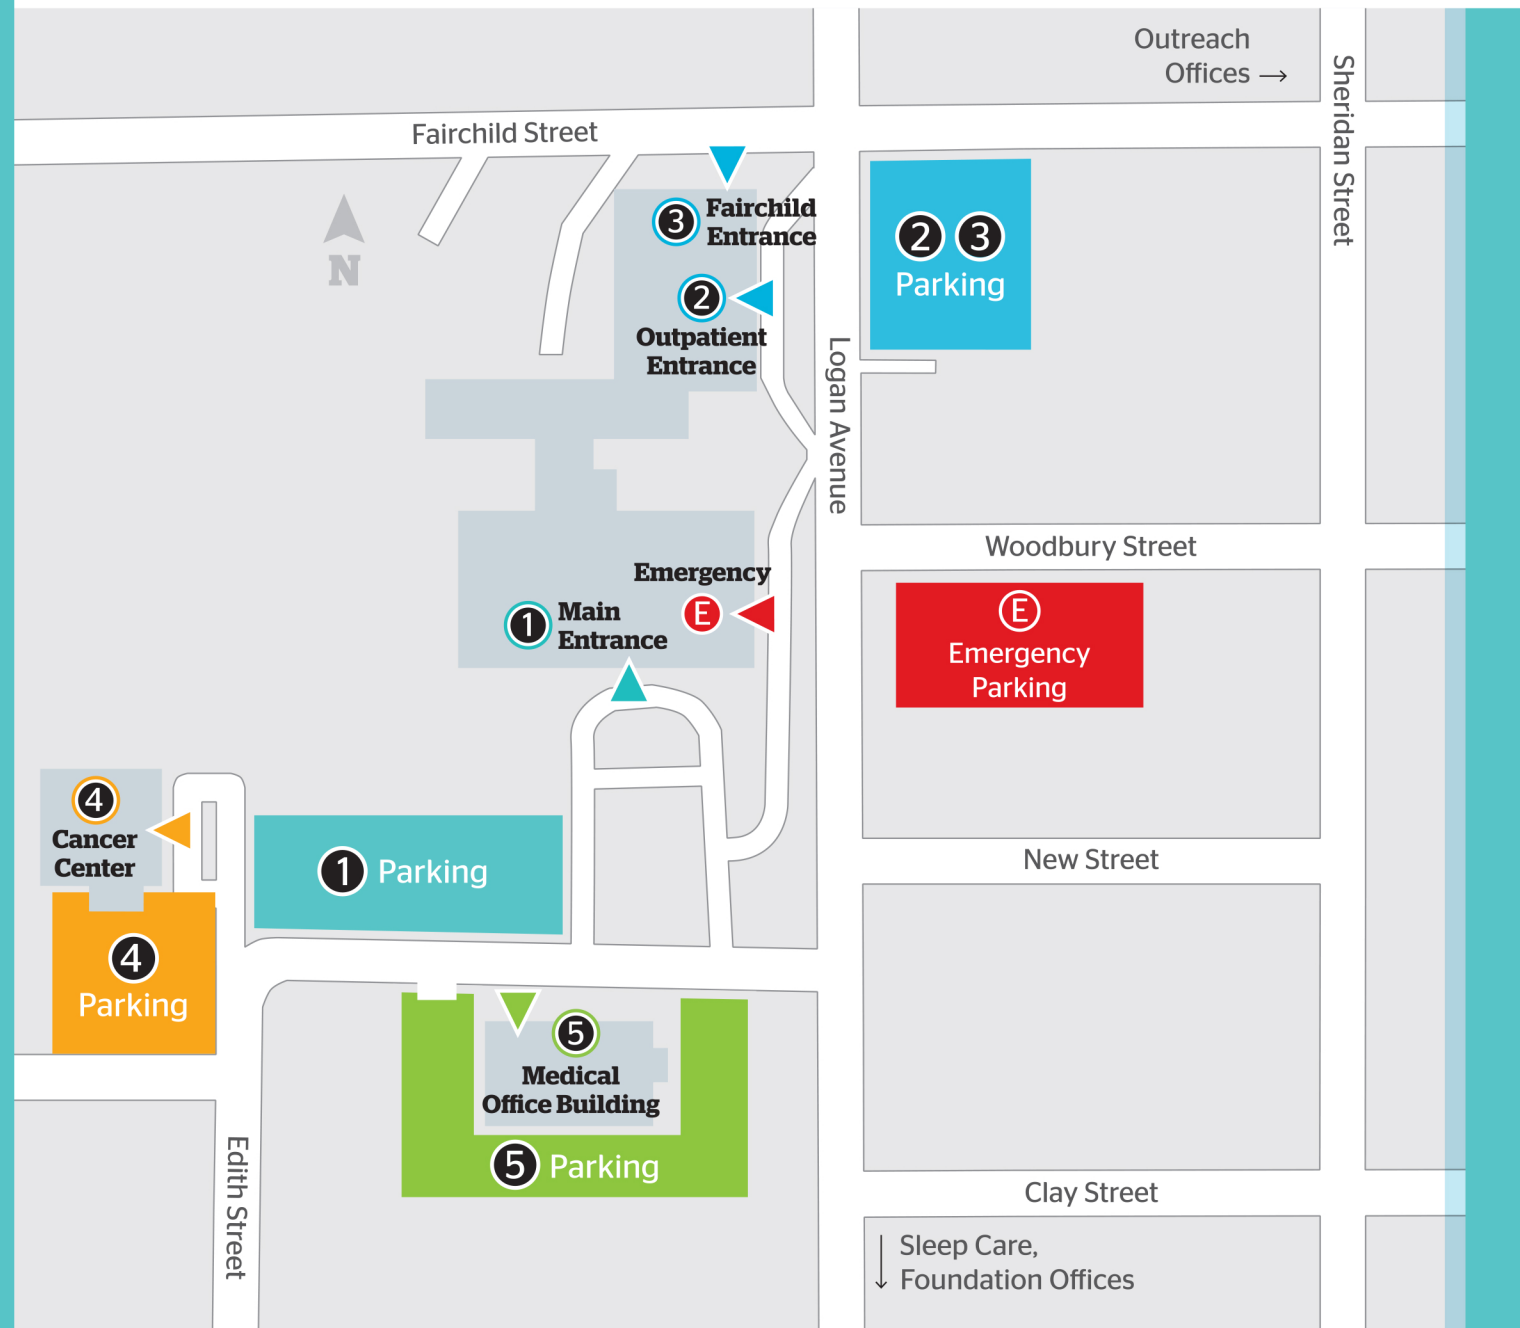 Outreach
Offices →
Sheridan Street
Fairchild Street
N
3
Fairchild
Entrance
2 3
Parking
2
Outpatient
Entrance
Logan Avenue
Woodbury Street
Emergency
E
1
Main
Entrance
E
Emergency
Parking
4
Cancer
Center
1 Parking
New Street
4
Parking
5
Medical
Office Building
5 Parking
Edith Street
Clay Street
↓ Sleep Care,
Foundation Offices